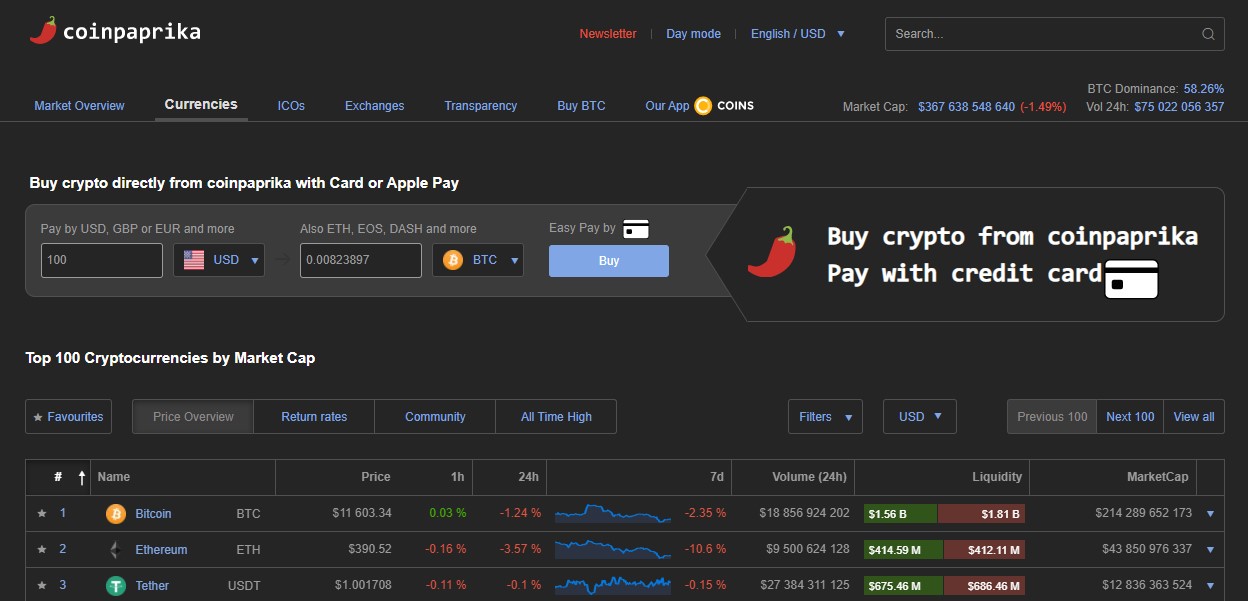 coinpaprika
Newsletter | Day mode | English / USD
Search...
Market Overview Currencies ICOs Exchanges Transparency Buy BTC Our App COINS
BTC Dominance: 58.26%
Market Cap: $367 638 548 640 (-1.49%) Vol 24h: $75 022 056 357
Buy crypto directly from coinpaprika with Card or Apple Pay
Pay by USD, GBP or EUR and more Also ETH, EOS, DASH and more Easy Pay by
100 USD 0.00823897 BTC Buy
Buy crypto from coinpaprika
Pay with credit card
Top 100 Cryptocurrencies by Market Cap
Favourites Price Overview Return rates Community All Time High Filters USD Previous 100 Next 100 View all
# Name Price 1h 24h 7d Volume (24h) Liquidity MarketCap
1 Bitcoin BTC $11 603.34 0.03 % -1.24 % -2.35 % $18 856 924 202 $1.56 B $1.81 B $214 289 652 173
2 Ethereum ETH $390.52 -0.16 % -3.57 % -10.6 % $9 500 624 128 $414.59 M $412.11 M $43 850 976 337
3 Tether USDT $1.001708 -0.11 % -0.1 % -0.15 % $27 384 311 125 $675.46 M $686.46 M $12 836 363 524